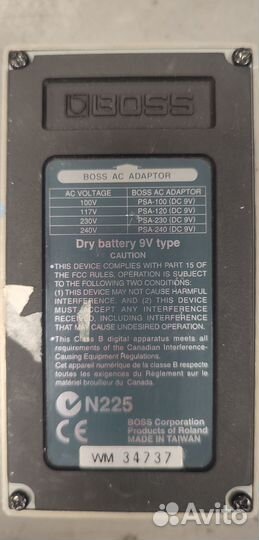 BOSS
BOSS AC ADAPTOR
AC VOLTAGE BOSS AC ADAPTOR
100V PSA-100 (DC 9V)
117V PSA-120 (DC 9V)
230V PSA-230 (DC 9V)
240V PSA-240 (DC 9V)
Dry battery 9V type
CAUTION
•THIS DEVICE COMPLIES WITH PART 15 OF
THE FCC RULES. OPERATION IS SUBJECT
TO THE FOLLOWING TWO CONDITIONS:
(1) THIS DEVICE MAY NOT CAUSE HARMFUL
INTERFERENCE, AND (2) THIS DEVICE
MUST ACCEPT ANY INTERFERENCE
RECEIVED, INCLUDING INTERFERENCE
THAT MAY CAUSE UNDESIRED OPERATION.
•This Class B digital apparatus meets all
requirements of the Canadian Interference-
Causing Equipment Regulations.
Cet appareil numérique de la classe B respecte
toutes les exigences du Règlement sur le
matériel brouilleur du Canada.
N225
CE
BOSS Corporation
Products of Roland
MADE IN TAIWAN
WM 34737
Avito